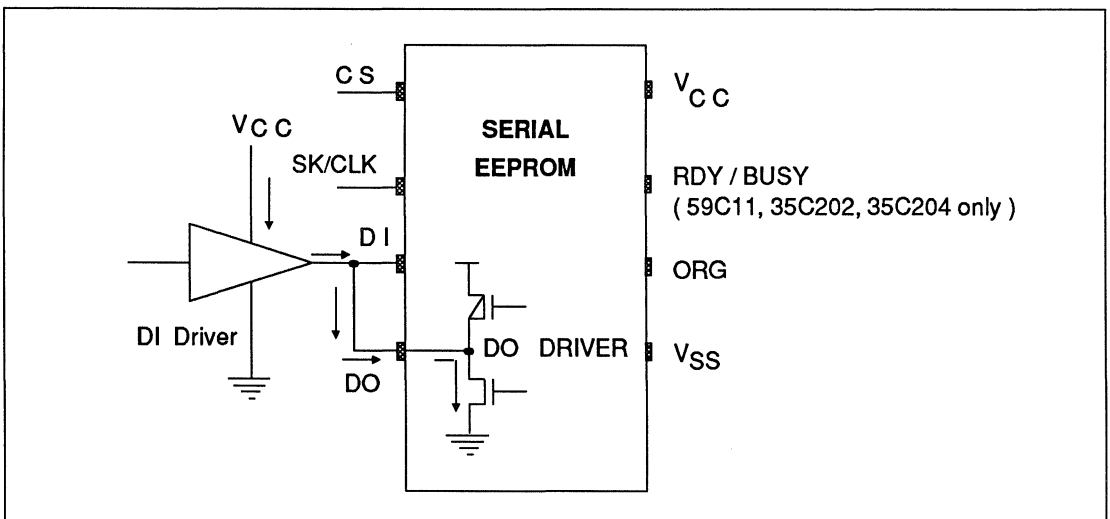 CS
VCC
SERIAL
EEPROM
VCC
SK/CLK
RDY / BUSY
( 59C11, 35C202, 35C204 only )
DI
ORG
DI Driver
DO DRIVER
VSS
DO